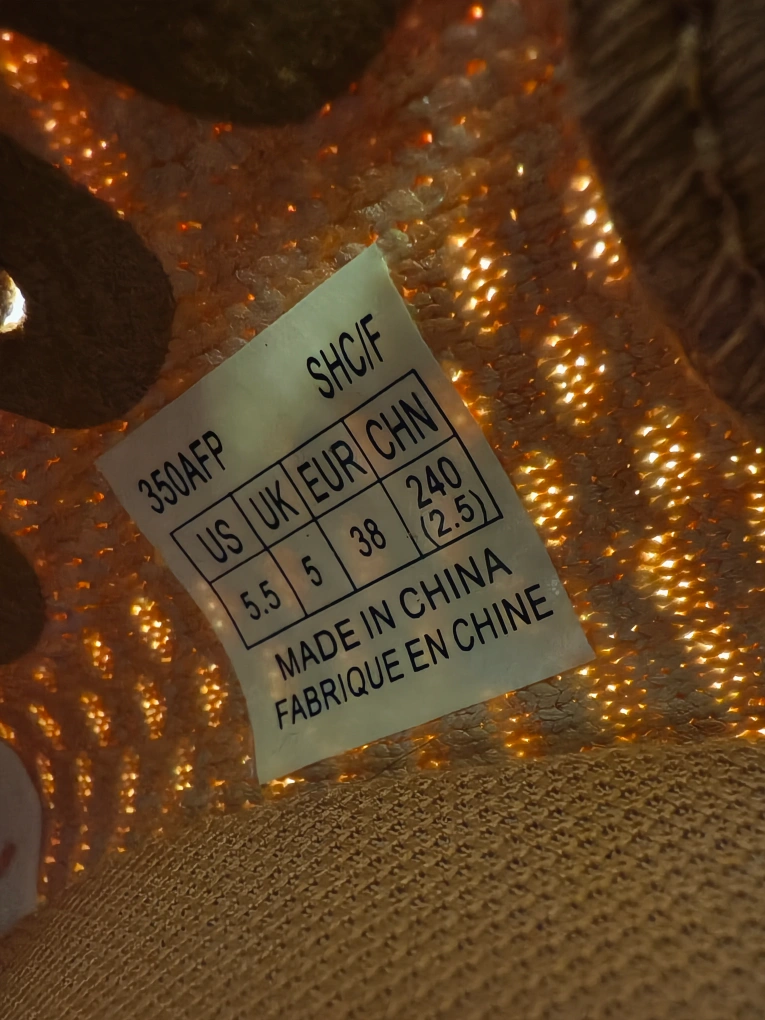 350AFP SHC/F
US UK EUR CHN
5.5 5 38 240
(2.5)
MADE IN CHINA
FABRIQUE EN CHINE